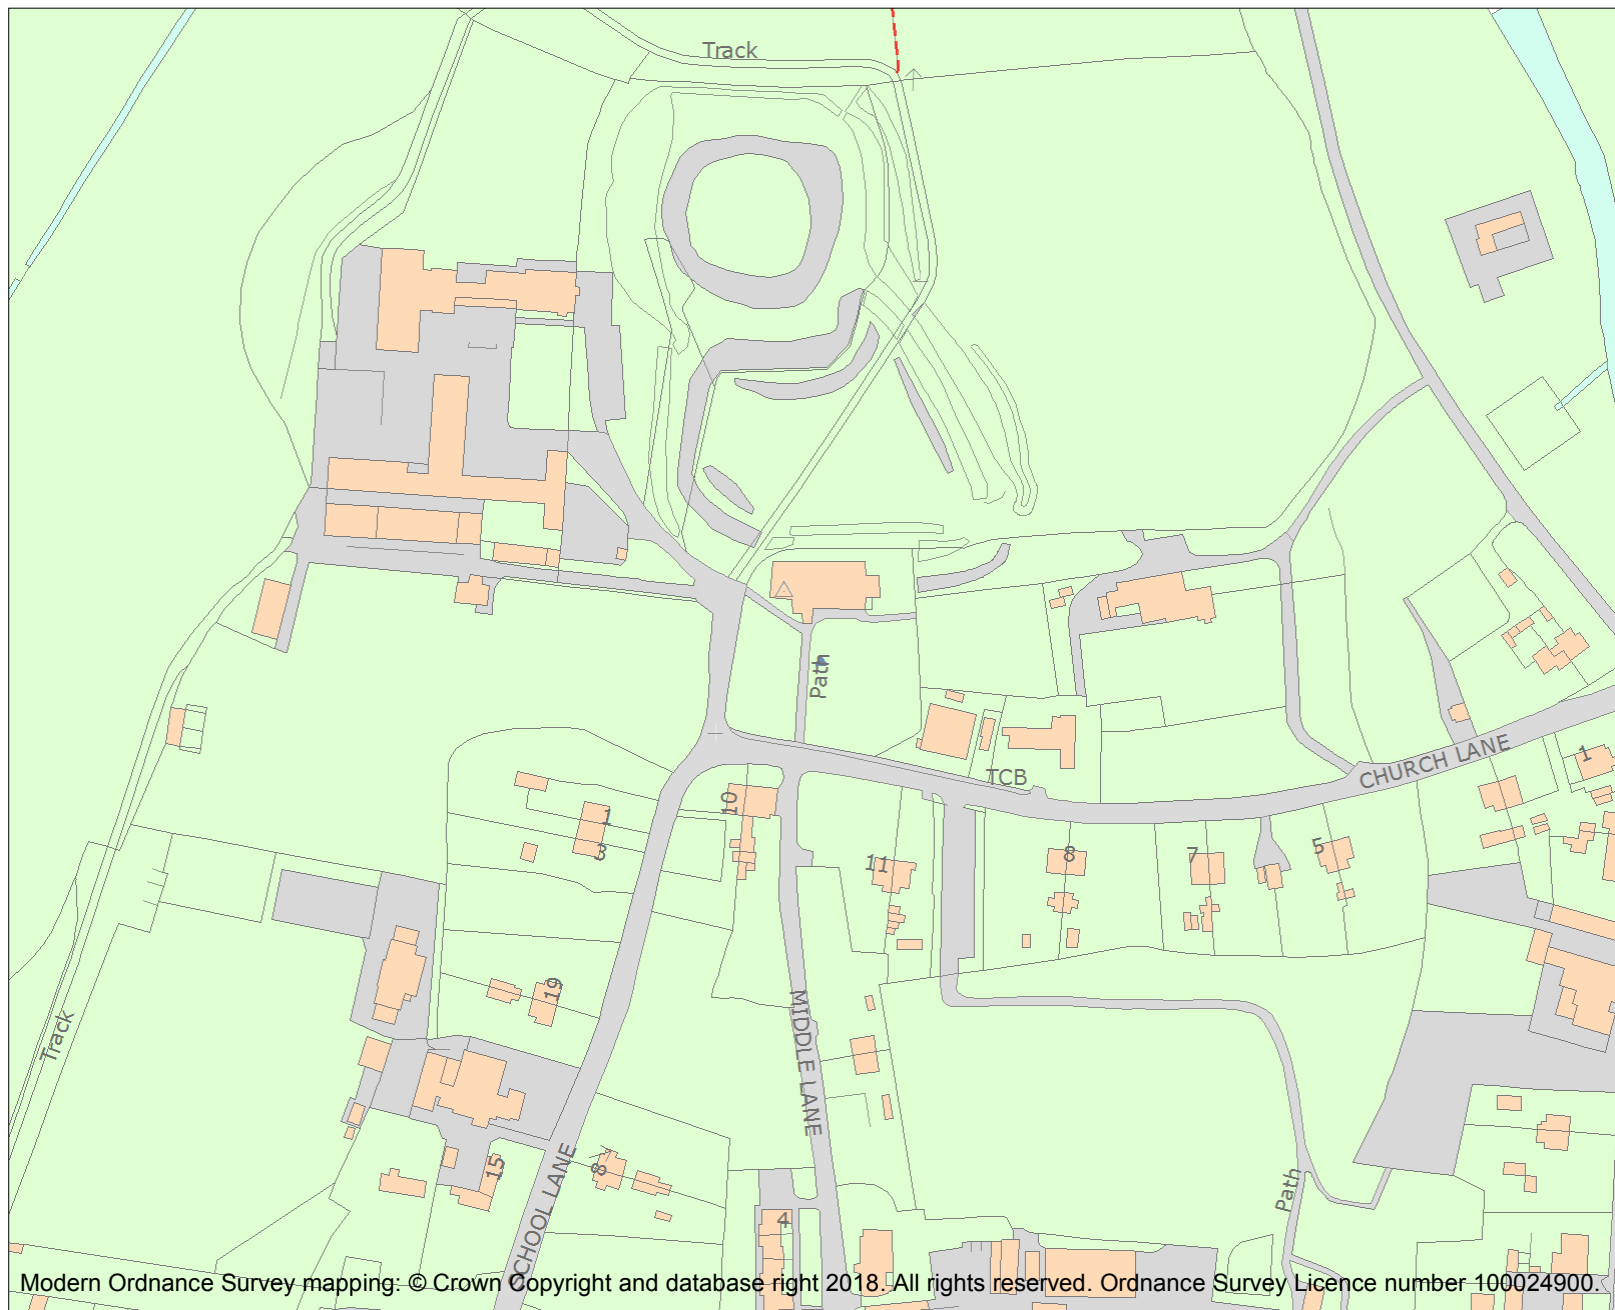 Track
Path
TCB
CHURCH LANE
1
10
1
3
11
8
7
5
19
MIDDLE LANE
Track
15
8
7
SCHOOL LANE
4
Path
Modern Ordnance Survey mapping: © Crown Copyright and database right 2018. All rights reserved. Ordnance Survey Licence number 100024900.